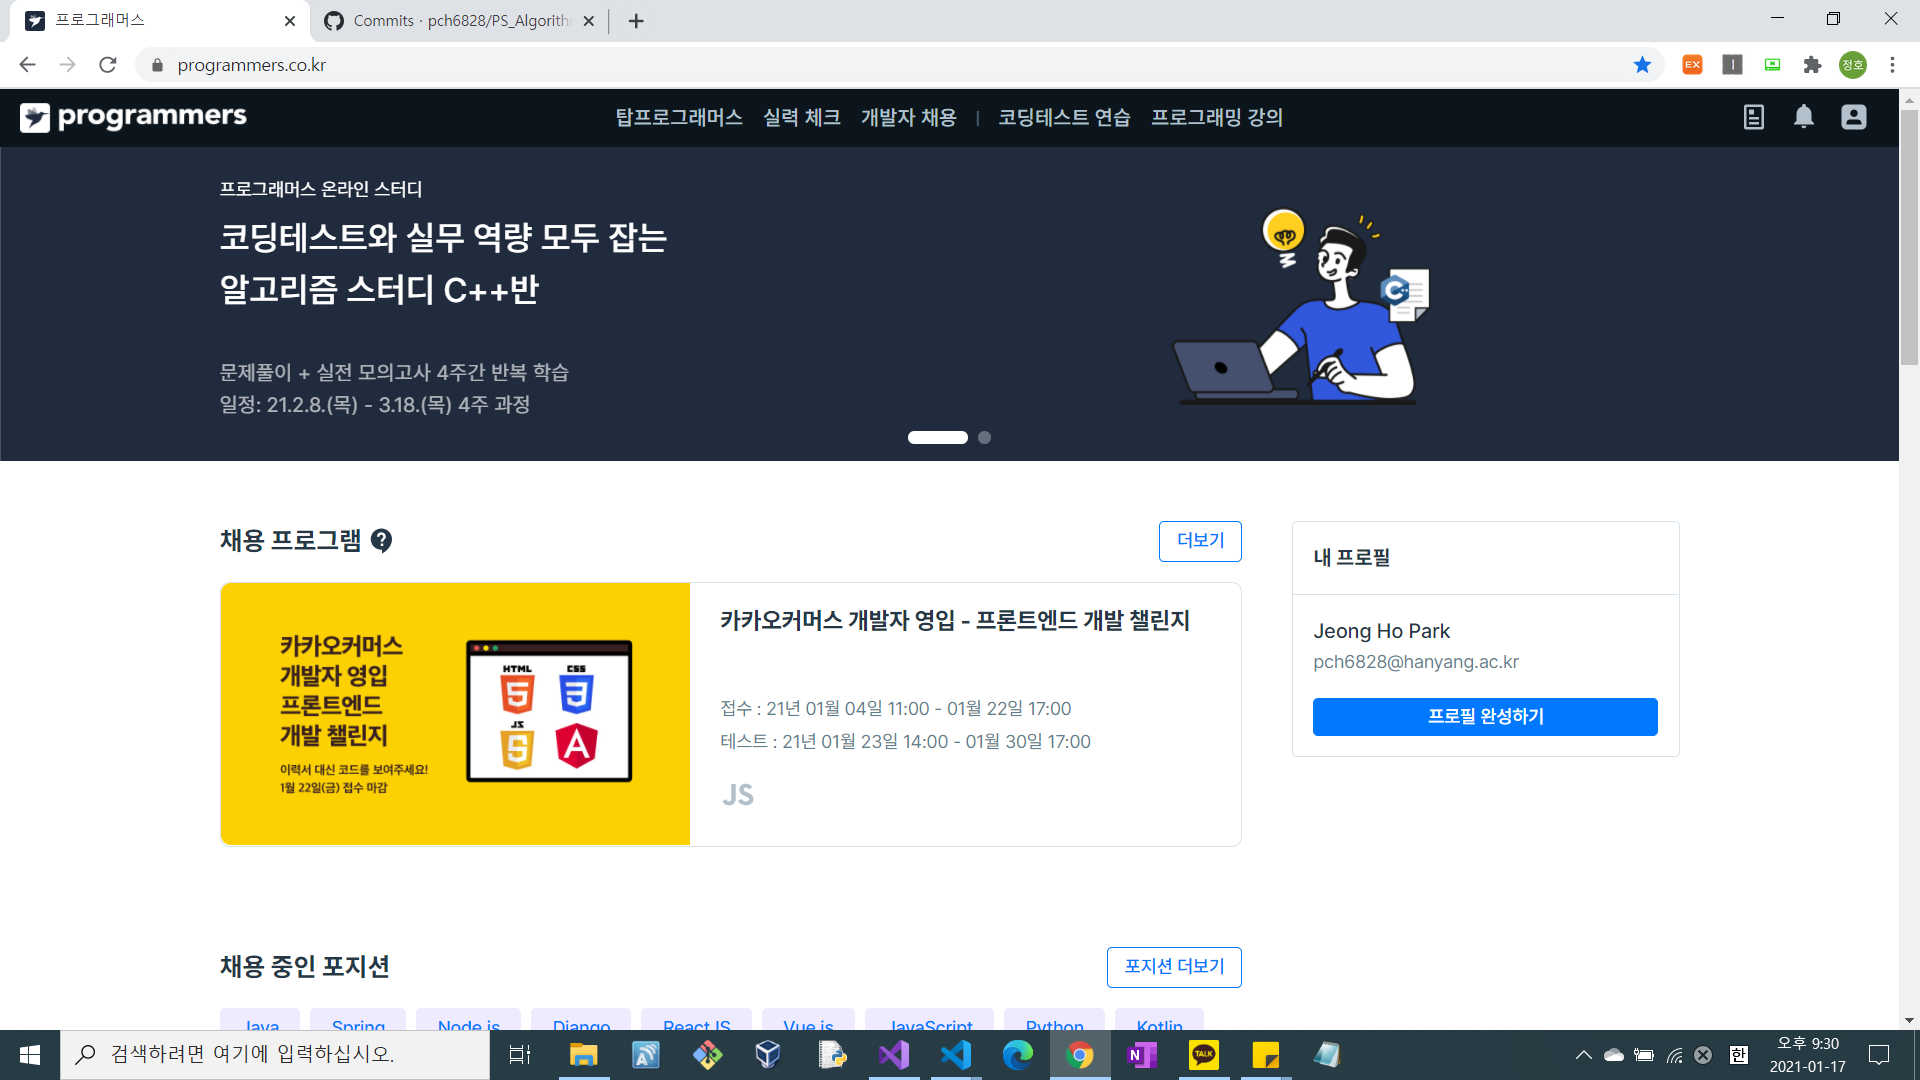 프로그래머스
Commits · pch6828/PS_Algorith
programmers.co.kr
EX
정호
programmers
탑프로그래머스 실력 체크 개발자 채용 | 코딩테스트 연습 프로그래밍 강의
프로그래머스 온라인 스터디
코딩테스트와 실무 역량 모두 잡는
알고리즘 스터디 C++반
문제풀이 + 실전 모의고사 4주간 반복 학습
일정: 21.2.8.(목) - 3.18.(목) 4주 과정
채용 프로그램
더보기
카카오커머스
개발자 영입
프론트엔드
개발 챌린지
이력서 대신 코드를 보여주세요!
1월 22일(금) 접수 마감
HTML
CSS
JS
카카오커머스 개발자 영입 - 프론트엔드 개발 챌린지
접수 : 21년 01월 04일 11:00 - 01월 22일 17:00
테스트 : 21년 01월 23일 14:00 - 01월 30일 17:00
JS
내 프로필
Jeong Ho Park
pch6828@hanyang.ac.kr
프로필 완성하기
채용 중인 포지션
포지션 더보기
Java Spring Node.js Django ReactJS Vue.js JavaScript Python Kotlin
검색하려면 여기에 입력하십시오.
TALK
한
오후 9:30
2021-01-17